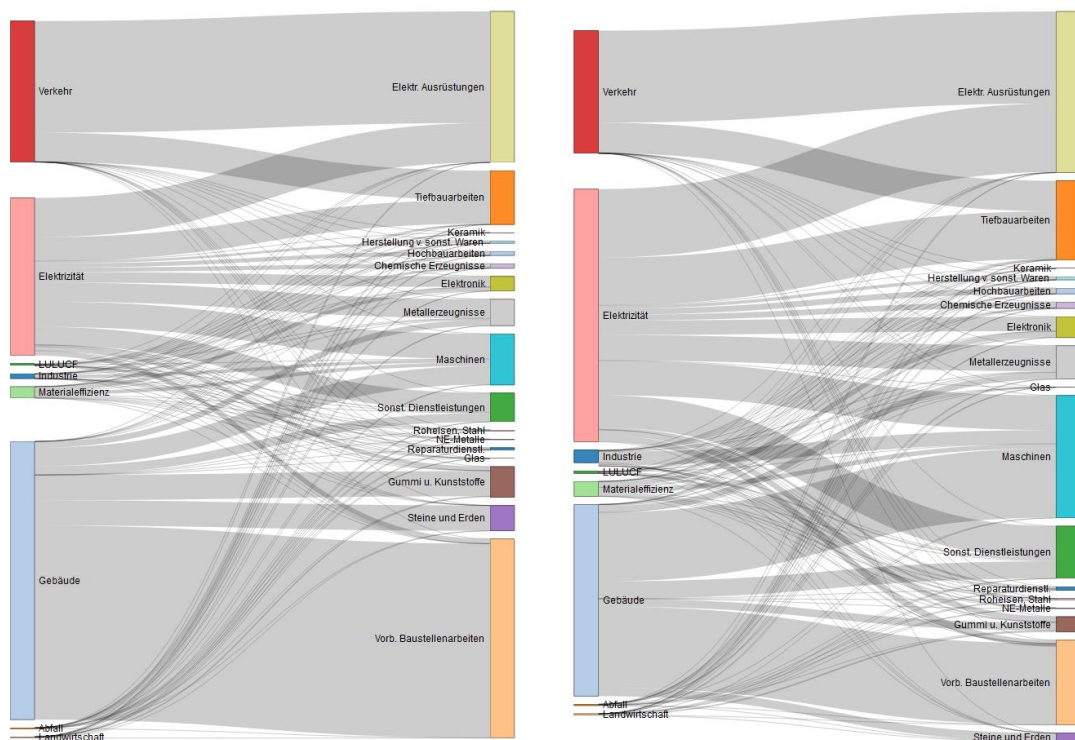 Verkehr
Elektrizität
LULUCF
Industrie
Materialeffizienz
Gebäude
Abfall
Landwirtschaft
Elektr. Ausrüstungen
Tiefbauarbeiten
Keramik
Herstellung v. sonst. Waren
Hochbauarbeiten
Chemische Erzeugnisse
Elektronik
Metallerzeugnisse
Maschinen
Sonst. Dienstleistungen
Roheisen, Stahl
NE-Metalle
Reparaturdienstl.
Glas
Gummi u. Kunststoffe
Steine und Erden
Vorb. Baustellenarbeiten
Verkehr
Elektrizität
Industrie
LULUCF
Materialeffizienz
Gebäude
Abfall
Landwirtschaft
Elektr. Ausrüstungen
Tiefbauarbeiten
Keramik
Herstellung v. sonst. Waren
Hochbauarbeiten
Chemische Erzeugnisse
Elektronik
Metallerzeugnisse
Glas
Maschinen
Sonst. Dienstleistungen
Reparaturdienstl.
Roheisen, Stahl
NE-Metalle
Gummi u. Kunststoffe
Vorb. Baustellenarbeiten
Steine und Erden